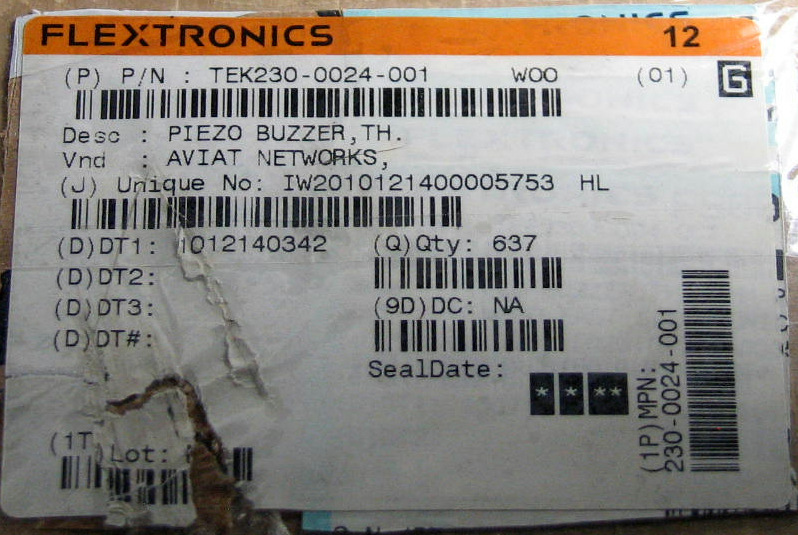 FLEXTRONICS 12
(P) P/N : TEK230-0024-001 WOO (01) G
Desc : PIEZO BUZZER,TH.
Vnd : AVIAT NETWORKS,
(J) Unique No: IW2010121400005753 HL
(D)DT1: 1012140342 (Q)Qty: 637
(D)DT2:
(D)DT3: (9D)DC: NA
(D)DT#:
SealDate:
* * **
(1T)Lot:
(1P)MPN:
230-0024-001